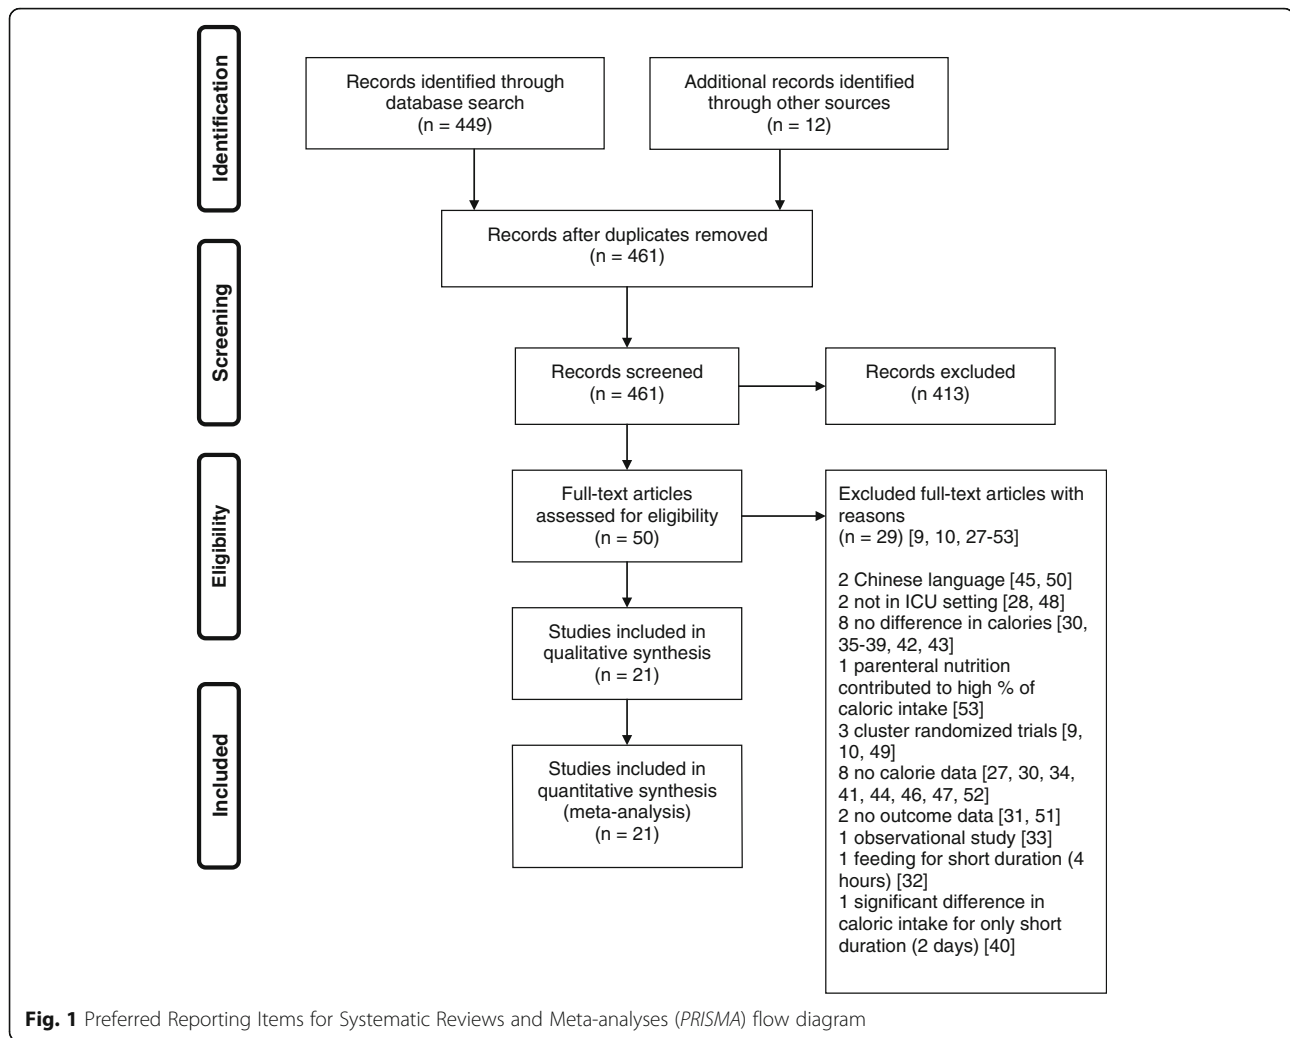 Identification
Records identified through
database search
(n = 449)
Additional records identified
through other sources
(n = 12)
Records after duplicates removed
(n = 461)
Screening
Records screened
(n = 461)
Records excluded
(n 413)
Eligibility
Full-text articles
assessed for eligibility
(n = 50)
Excluded full-text articles with
reasons
(n = 29) [9, 10, 27-53]
2 Chinese language [45, 50]
2 not in ICU setting [28, 48]
8 no difference in calories [30,
35-39, 42, 43]
1 parenteral nutrition
contributed to high % of
caloric intake [53]
3 cluster randomized trials [9,
10, 49]
8 no calorie data [27, 30, 34,
41, 44, 46, 47, 52]
2 no outcome data [31, 51]
1 observational study [33]
1 feeding for short duration (4
hours) [32]
1 significant difference in
caloric intake for only short
duration (2 days) [40]
Studies included in
qualitative synthesis
(n = 21)
Included
Studies included in
quantitative synthesis
(meta-analysis)
(n = 21)
Fig. 1 Preferred Reporting Items for Systematic Reviews and Meta-analyses (PRISMA) flow diagram